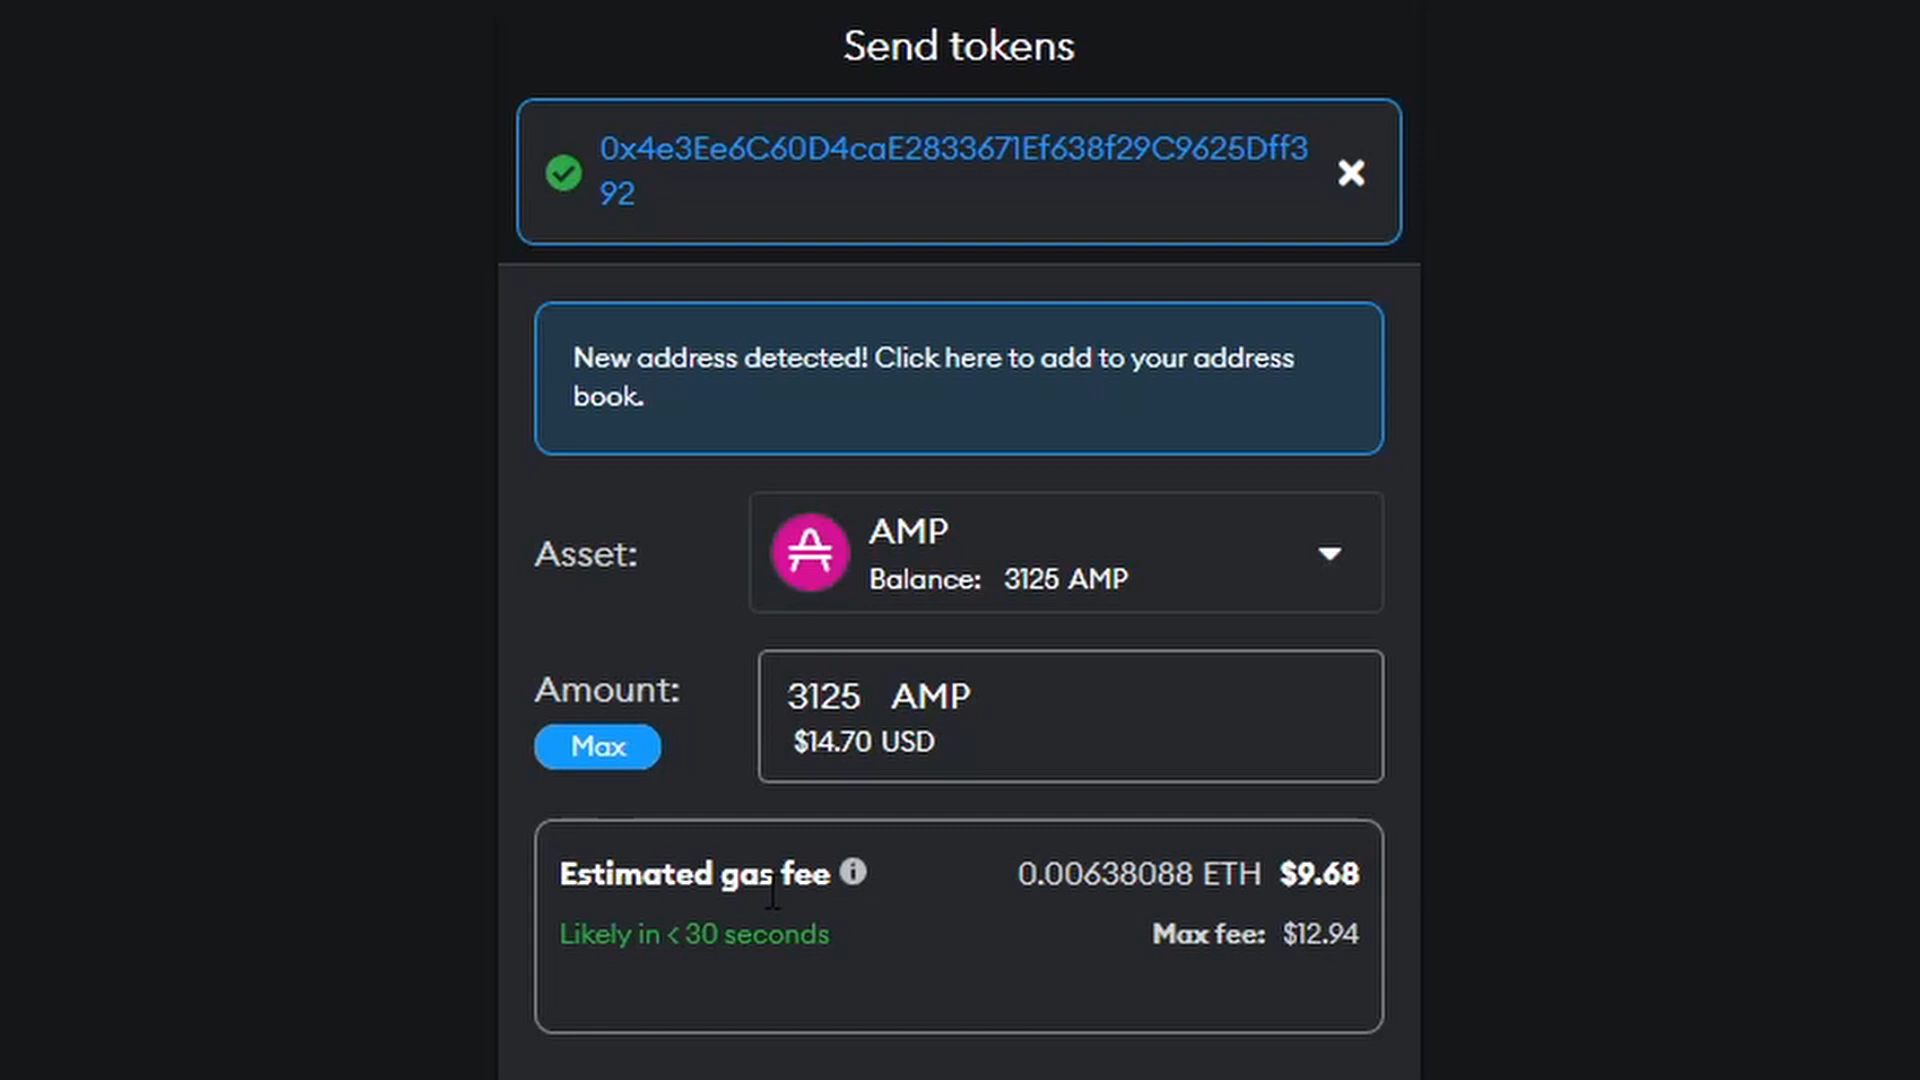 Send tokens
0x4e3Ee6C60D4caE2833671Ef638f29C9625Dff3
92
New address detected! Click here to add to your address
book.
Asset:
AMP
Balance: 3125 AMP
Amount:
Max
3125 AMP
$14.70 USD
Estimated gas fee 0.00638088 ETH $9.68
Likely in < 30 seconds Max fee: $12.94